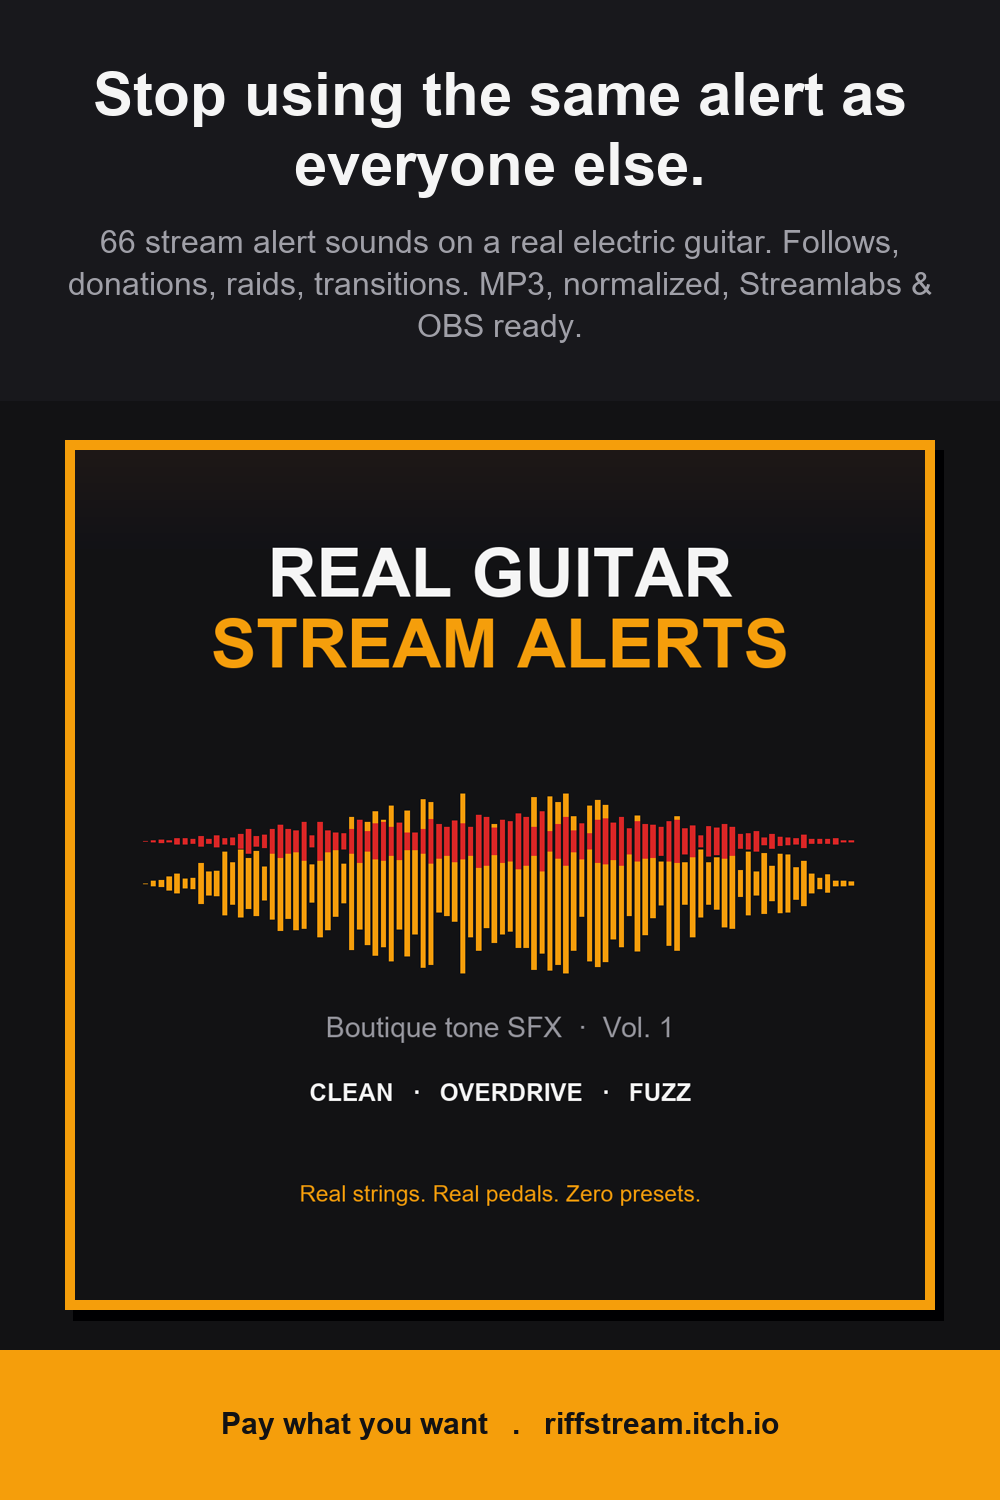 Stop using the same alert as
everyone else.
66 stream alert sounds on a real electric guitar. Follows,
donations, raids, transitions. MP3, normalized, Streamlabs &
OBS ready.
REAL GUITAR
STREAM ALERTS
Boutique tone SFX · Vol. 1
CLEAN · OVERDRIVE · FUZZ
Real strings. Real pedals. Zero presets.
Pay what you want . riffstream.itch.io